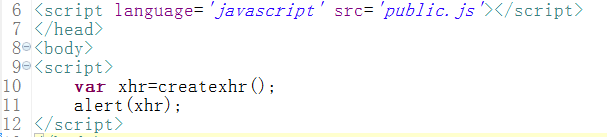 6 <script language='javascript' src='public.js'></script>
7 </head>
8 <body>
9 <script>
10 var xhr=createxhr();
11 alert(xhr);
12 </script>